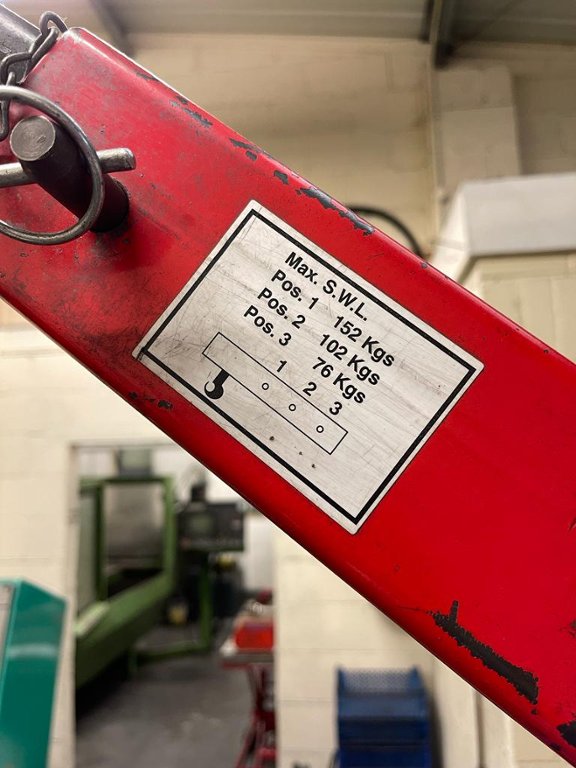 Max. S.W.L.
Pos. 1 152 Kgs
Pos. 2 102 Kgs
Pos. 3 76 Kgs
1 2 3